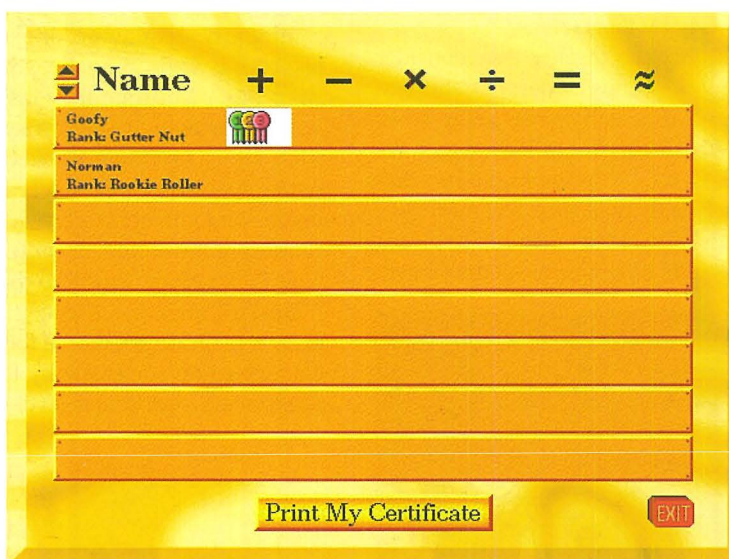 Name + − × ÷ = ≈
Goofy
Rank: Gutter Nut
Norman
Rank: Rookie Roller
Print My Certificate
EXIT